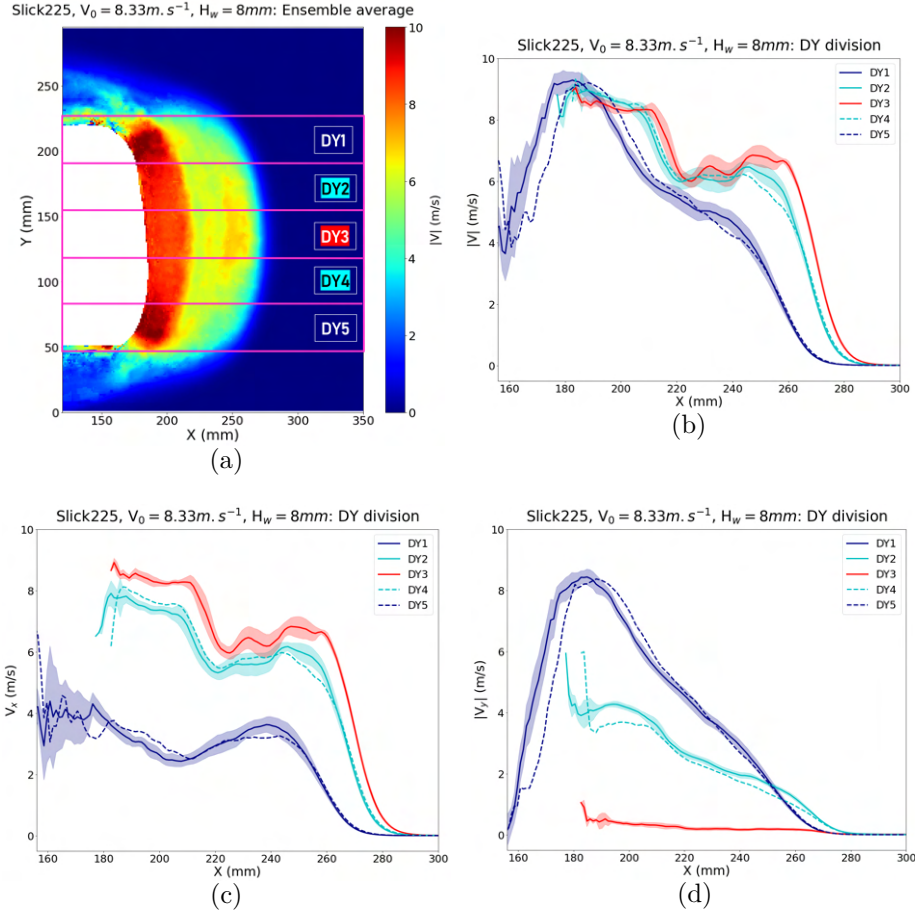 Slick225, V₀ = 8.33m.s⁻¹, H_w = 8mm: Ensemble average
|V| (m/s)
10
8
6
4
2
0
Y (mm)
250
200
150
100
50
0
DY1
DY2
DY3
DY4
DY5
150 200 250 300 350
X (mm)
(a)
Slick225, V₀ = 8.33m.s⁻¹, H_w = 8mm: DY division
|V| (m/s)
10
8
6
4
2
0
DY1
DY2
DY3
DY4
DY5
160 180 200 220 240 260 280 300
X (mm)
(b)
Slick225, V₀ = 8.33m.s⁻¹, H_w = 8mm: DY division
V_x (m/s)
10
8
6
4
2
0
DY1
DY2
DY3
DY4
DY5
160 180 200 220 240 260 280 300
X (mm)
(c)
Slick225, V₀ = 8.33m.s⁻¹, H_w = 8mm: DY division
|V_y| (m/s)
10
8
6
4
2
0
DY1
DY2
DY3
DY4
DY5
160 180 200 220 240 260 280 300
X (mm)
(d)